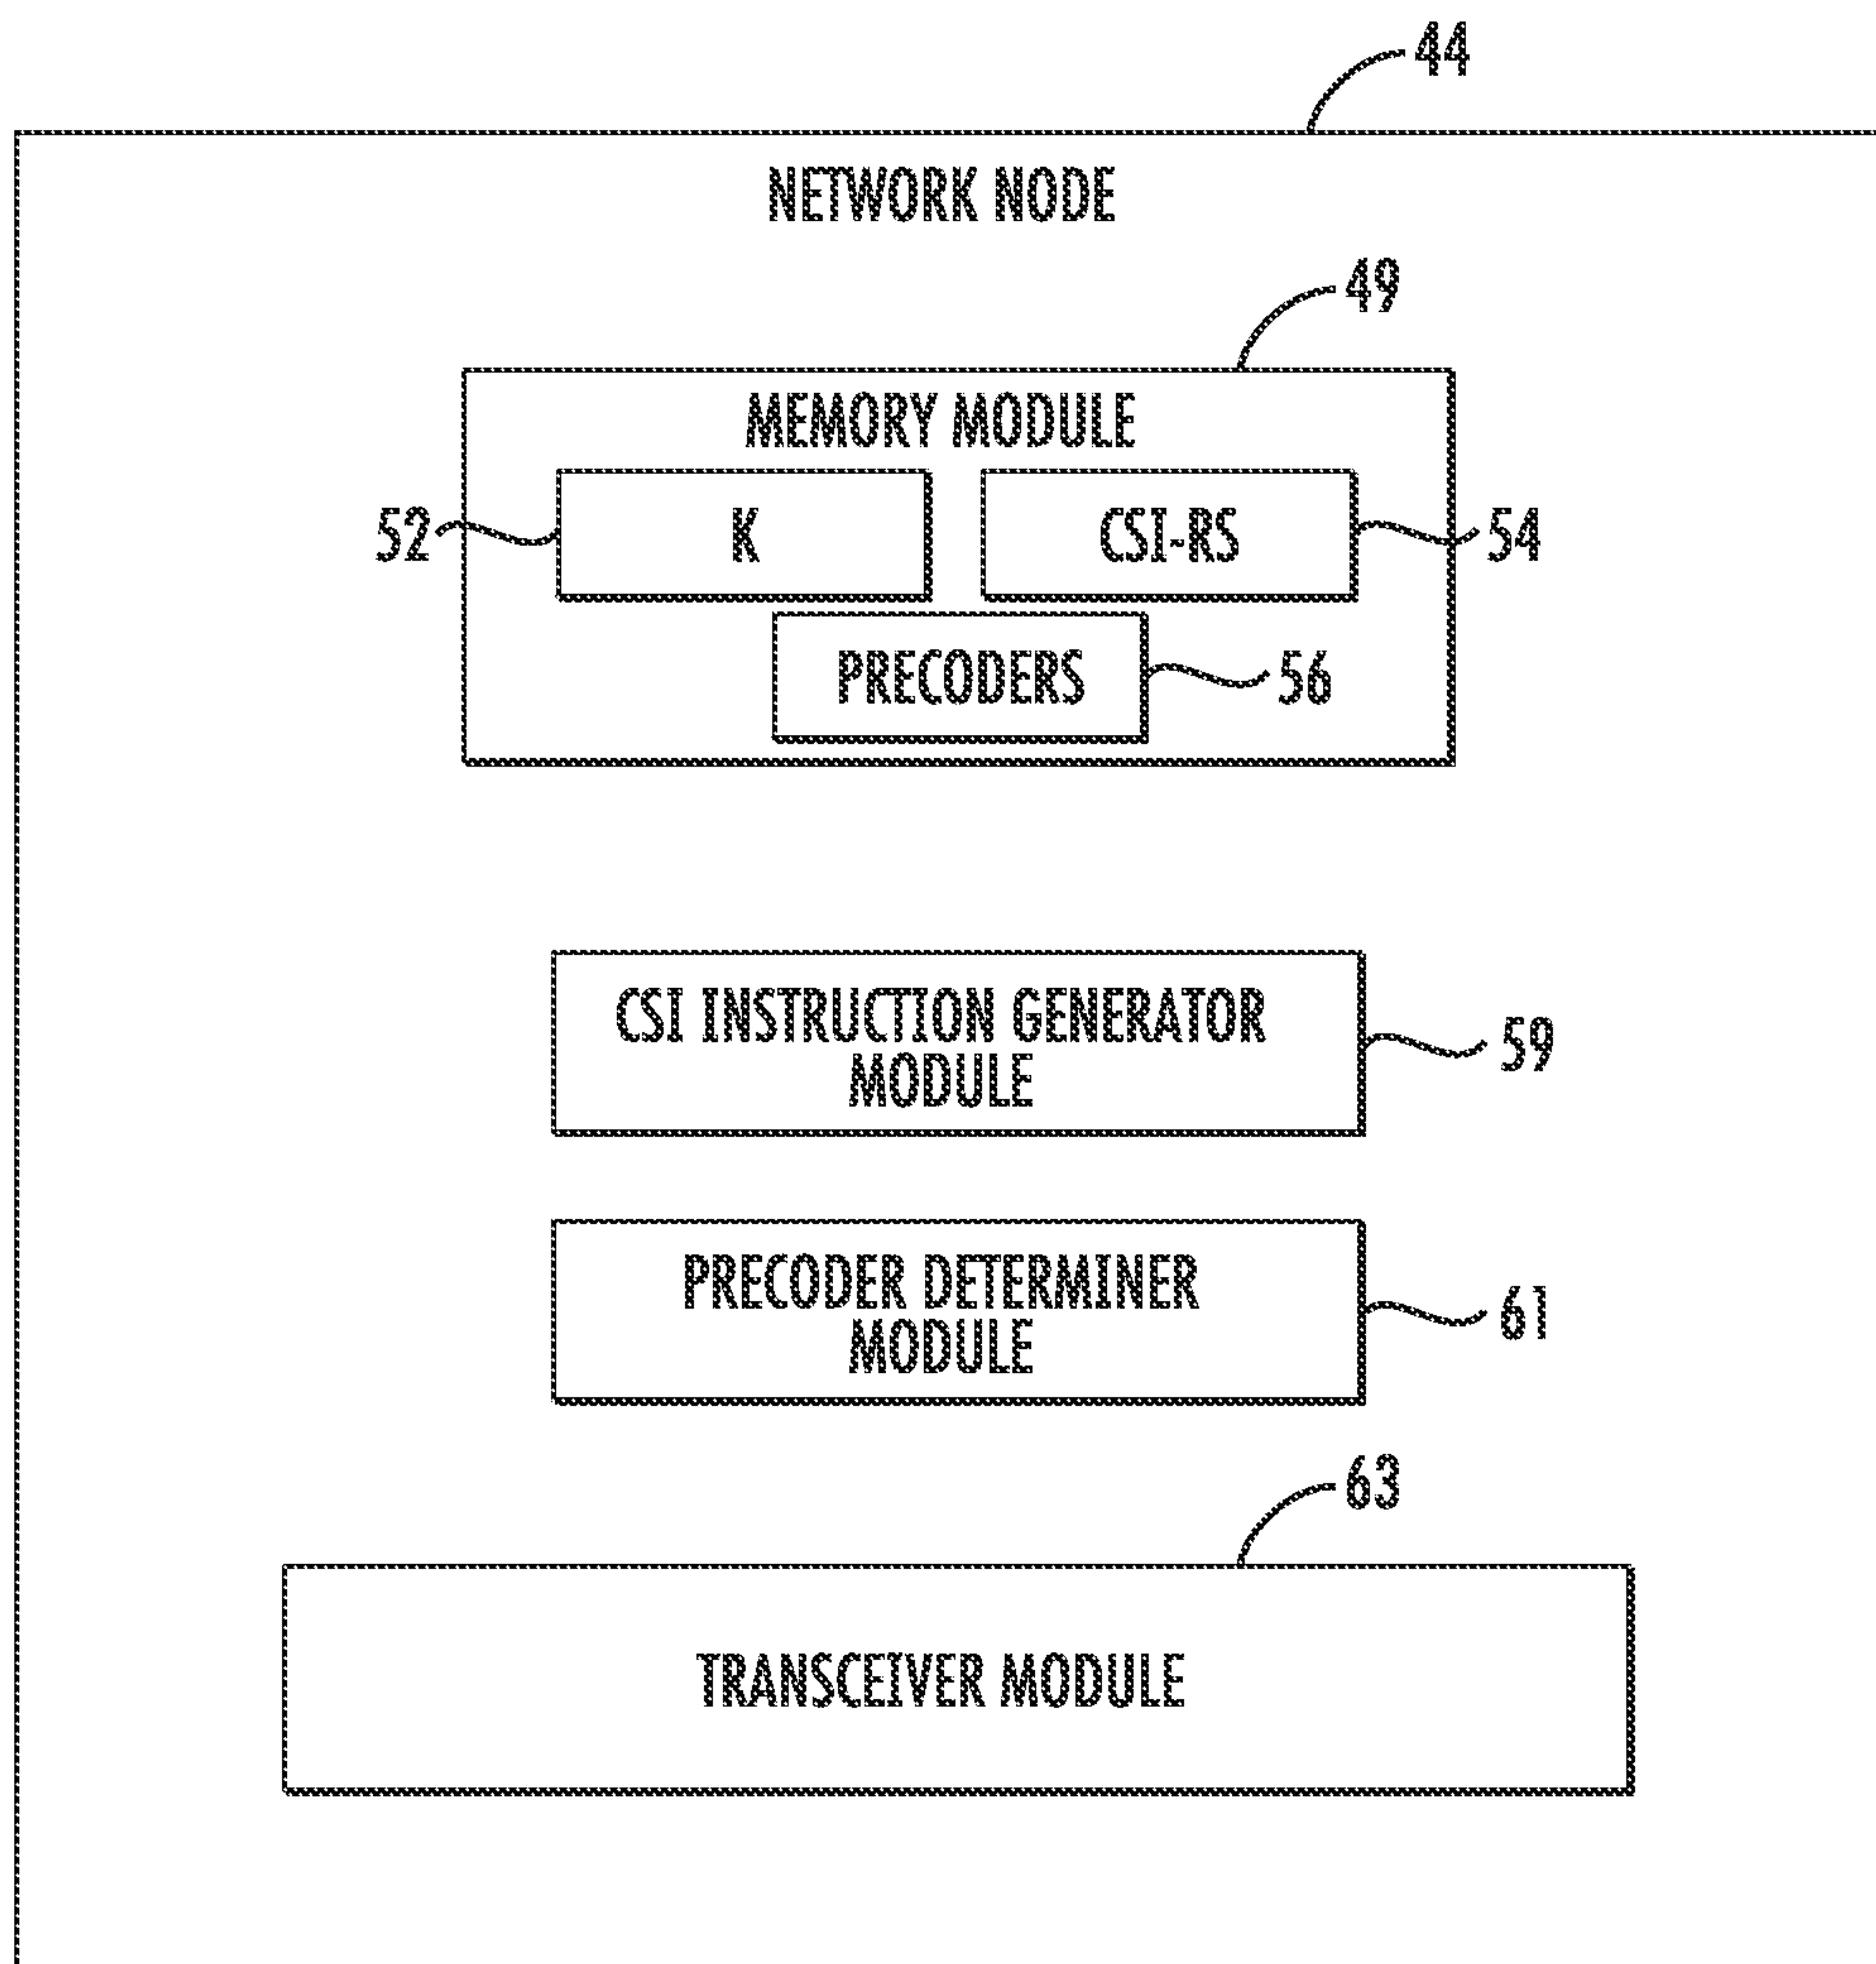 44
NETWORK NODE
49
MEMORY MODULE
52
K
CSI-RS
54
PRECODERS
56
CSI INSTRUCTION GENERATOR
MODULE
59
PRECODER DETERMINER
MODULE
61
63
TRANSCEIVER MODULE